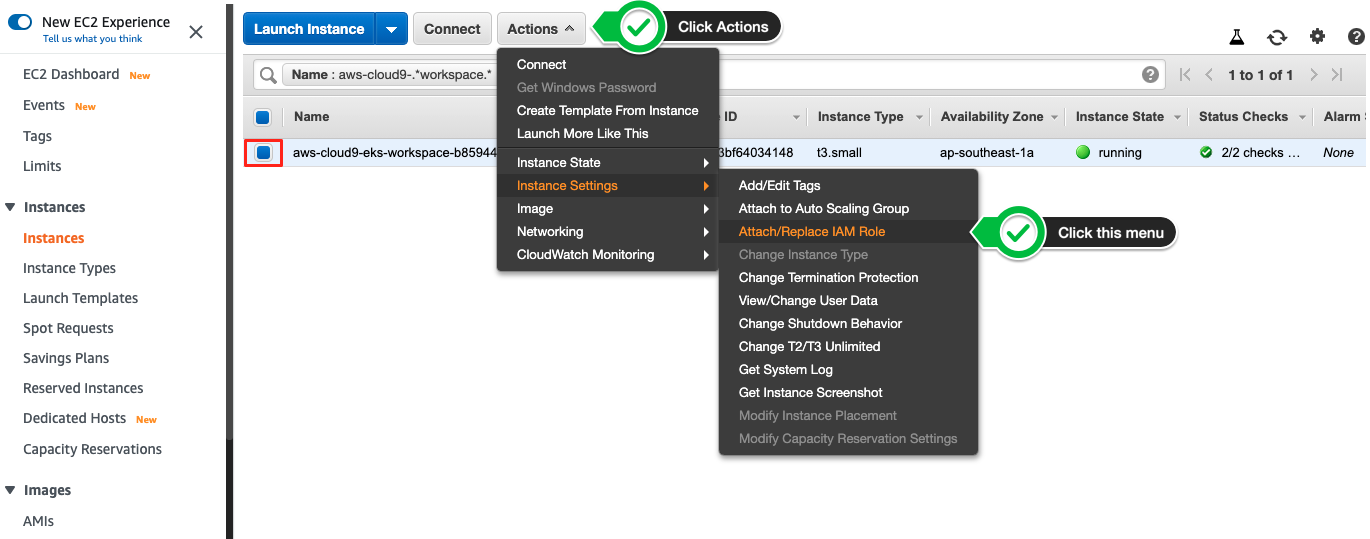 New EC2 Experience
Tell us what you think
EC2 Dashboard New
Events New
Tags
Limits
Instances
Instances
Instance Types
Launch Templates
Spot Requests
Savings Plans
Reserved Instances
Dedicated Hosts New
Capacity Reservations
Images
AMIs
Launch Instance
Connect
Actions
Click Actions
Name : aws-cloud9-.*workspace.*
1 to 1 of 1
Name
ID
Instance Type
Availability Zone
Instance State
Status Checks
Alarm
aws-cloud9-eks-workspace-b85944
3bf64034148
t3.small
ap-southeast-1a
running
2/2 checks ...
None
Connect
Get Windows Password
Create Template From Instance
Launch More Like This
Instance State
Instance Settings
Image
Networking
CloudWatch Monitoring
Add/Edit Tags
Attach to Auto Scaling Group
Attach/Replace IAM Role
Click this menu
Change Instance Type
Change Termination Protection
View/Change User Data
Change Shutdown Behavior
Change T2/T3 Unlimited
Get System Log
Get Instance Screenshot
Modify Instance Placement
Modify Capacity Reservation Settings